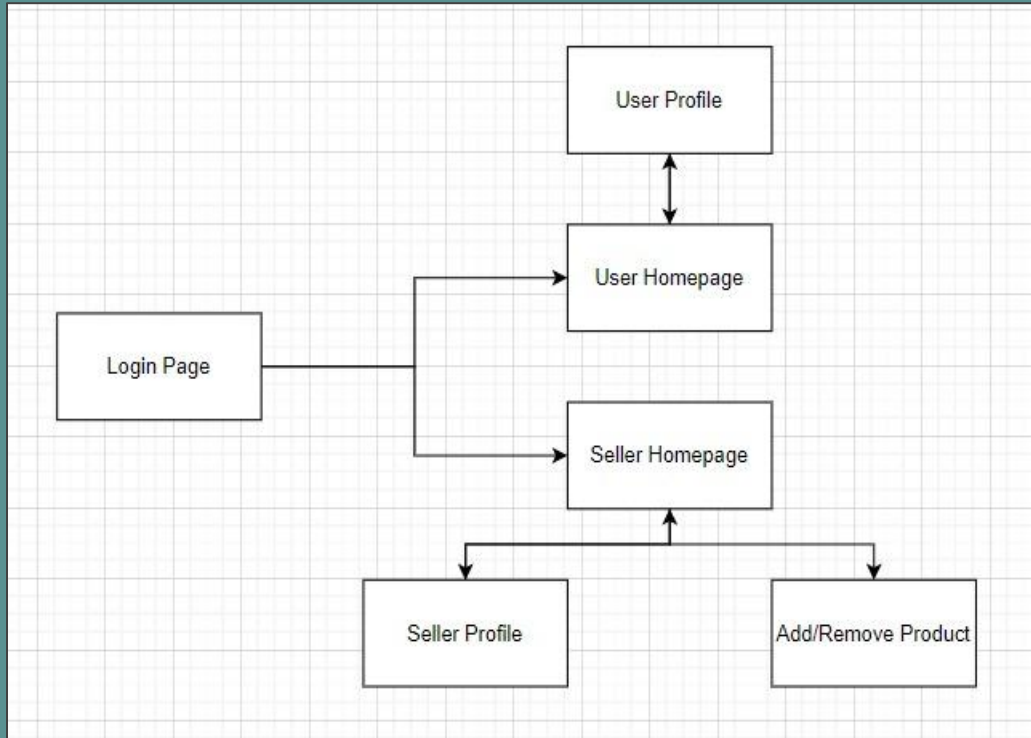 User Profile
User Homepage
Login Page
Seller Homepage
Seller Profile
Add/Remove Product